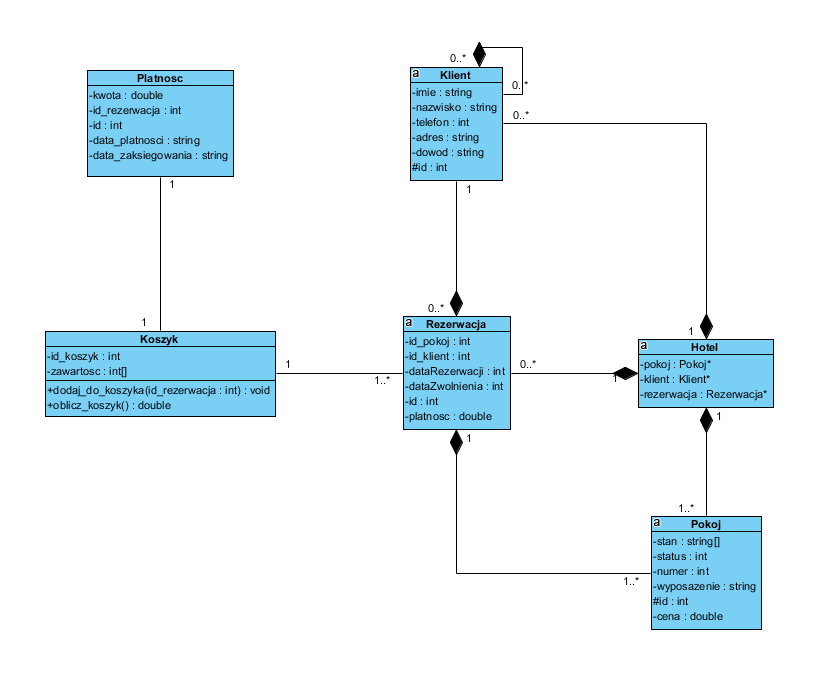 Platnosc
-kwota : double
-id_rezerwacja : int
-id : int
-data_platnosci : string
-data_zaksiegowania : string
1
1
0..*
0..*
a
Klient
-imie : string
-nazwisko : string
-telefon : int
-adres : string
-dowod : string
#id : int
0..*
1
0..*
1
Koszyk
-id_koszyk : int
-zawartosc : int[]
+dodaj_do_koszyka(id_rezerwacja : int) : void
+oblicz_koszyk() : double
1
1..*
a
Rezerwacja
-id_pokoj : int
-id_klient : int
-dataRezerwacji : int
-dataZwolnienia : int
-id : int
-platnosc : double
0..*
1
1
a
Hotel
-pokoj : Pokoj*
-klient : Klient*
-rezerwacja : Rezerwacja*
1
1..*
1..*
a
Pokoj
-stan : string[]
-status : int
-numer : int
-wyposazenie : string
#id : int
-cena : double